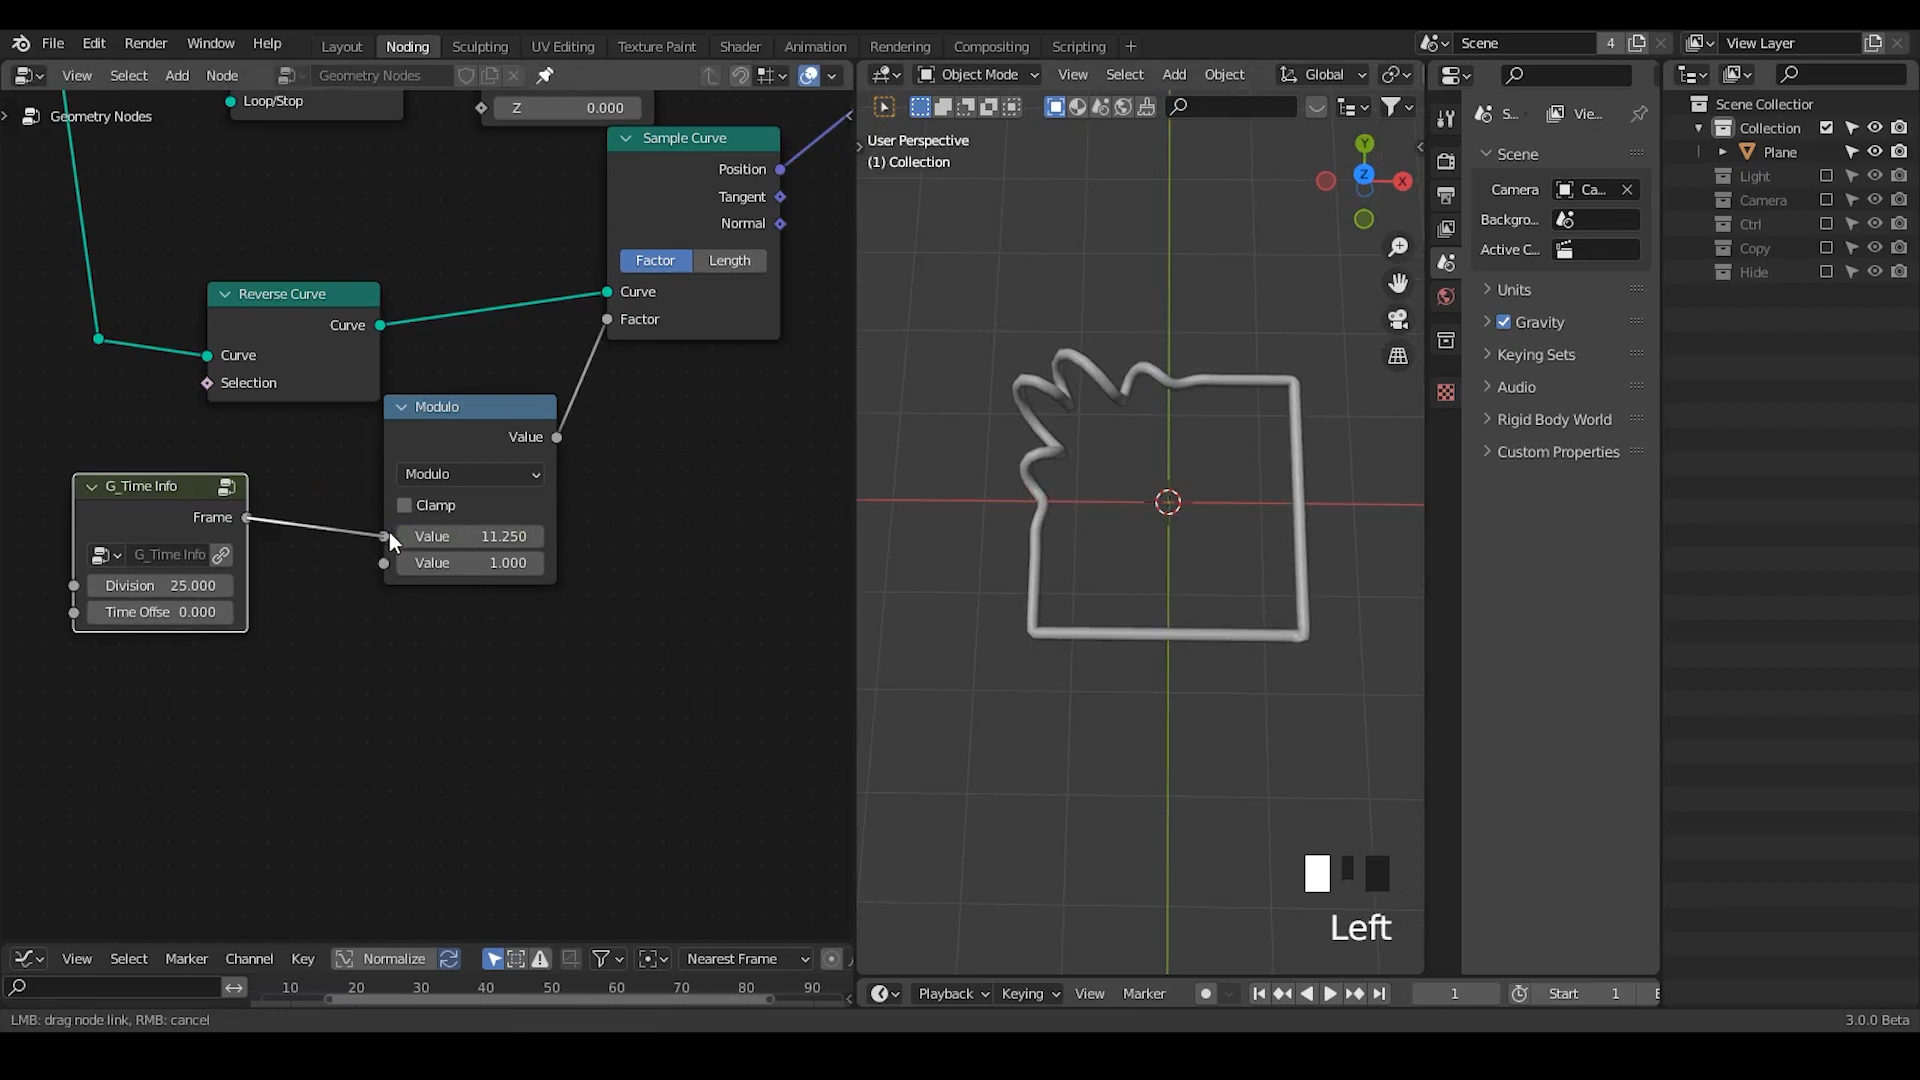 File Edit Render Window Help
Layout Noding Sculpting UV Editing Texture Paint Shader Animation Rendering Compositing Scripting +
Scene 4 View Layer
View Select Add Node Geometry Nodes
Object Mode View Select Add Object Global
Geometry Nodes
Loop/Stop
Z 0.000
Sample Curve
Position
Tangent
Normal
Factor Length
Curve
Factor
Reverse Curve
Curve
Curve
Selection
Modulo
Value
Modulo
Clamp
Value 11.250
Value 1.000
G_Time Info
Frame
G_Time Info
Division 25.000
Time Offse 0.000
User Perspective
(1) Collection
Y
Z
X
Left
S... Vie...
Scene
Camera Ca...
Backgro...
Active C...
Units
Gravity
Keying Sets
Audio
Rigid Body World
Custom Properties
Scene Collection
Collection
Plane
Light
Camera
Ctrl
Copy
Hide
View Select Marker Channel Key Normalize Nearest Frame
10 20 30 40 50 60 70 80 90
Playback Keying View Marker 1 Start 1
LMB: drag node link, RMB: cancel
3.0.0 Beta